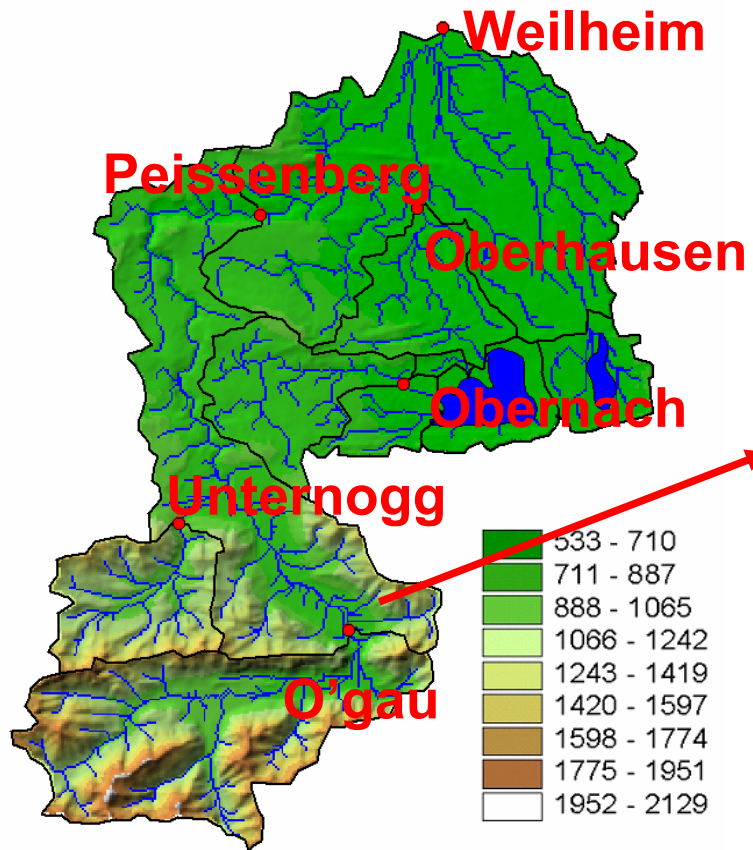 Weilheim
Peissenberg
Oberhausen
Obernach
Unternogg
O'gau
533 - 710
711 - 887
888 - 1065
1066 - 1242
1243 - 1419
1420 - 1597
1598 - 1774
1775 - 1951
1952 - 2129